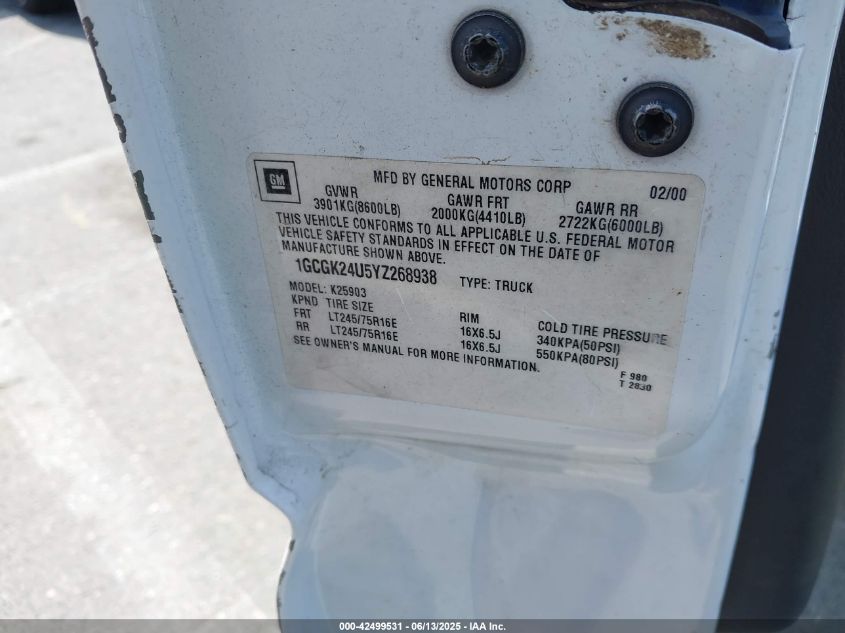 GM
MFD BY GENERAL MOTORS CORP 02/00
GVWR GAWR FRT GAWR RR
3901KG(8600LB) 2000KG(4410LB) 2722KG(6000LB)
THIS VEHICLE CONFORMS TO ALL APPLICABLE U.S. FEDERAL MOTOR
VEHICLE SAFETY STANDARDS IN EFFECT ON THE DATE OF
MANUFACTURE SHOWN ABOVE.
1GCGK24U5YZ268938 TYPE: TRUCK
MODEL: K25903
KPND TIRE SIZE RIM COLD TIRE PRESSURE
FRT LT245/75R16E 16X6.5J 340KPA(50PSI)
RR LT245/75R16E 16X6.5J 550KPA(80PSI)
SEE OWNER'S MANUAL FOR MORE INFORMATION.
F 980
T 2830
000-42499531 - 06/13/2025 - IAA Inc.